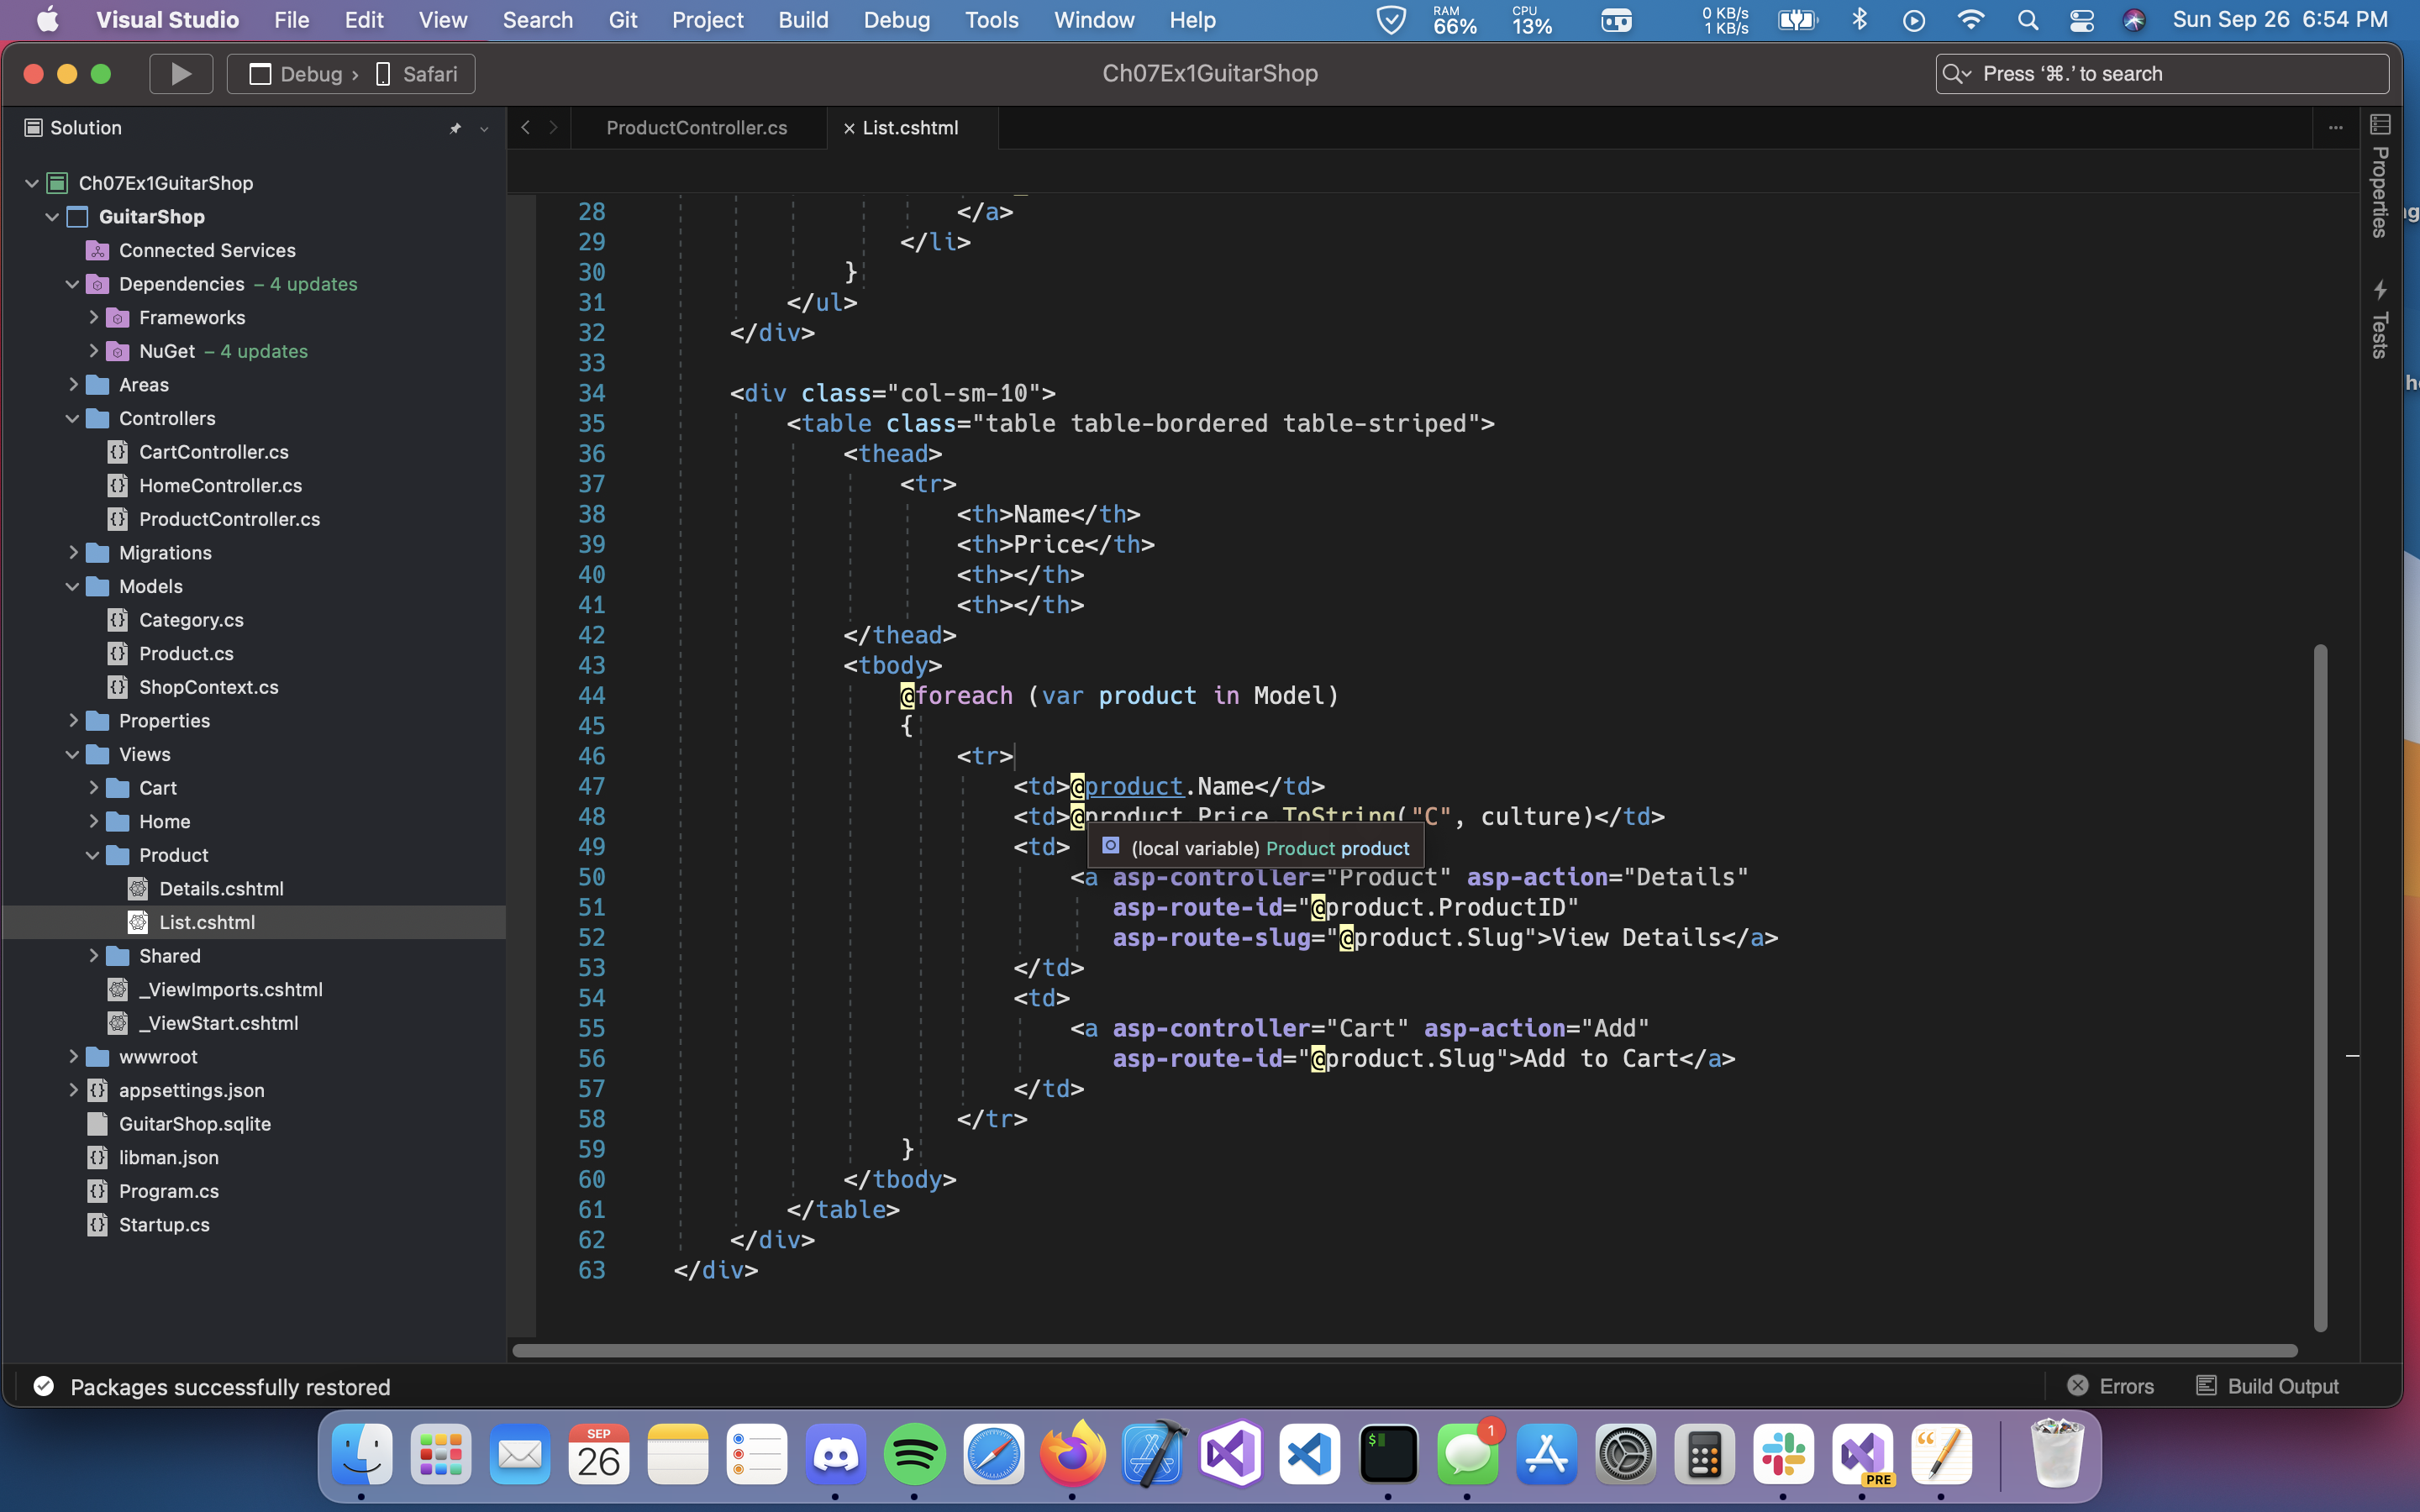 Visual Studio File Edit View Search Git Project Build Debug Tools Window Help RAM 66% CPU 13% 0 KB/s 1 KB/s Sun Sep 26 6:54 PM
Debug › Safari Ch07Ex1GuitarShop Press ‘⌘.’ to search
Solution
ProductController.cs × List.cshtml ...
Properties
Tests
Ch07Ex1GuitarShop
GuitarShop
Connected Services
Dependencies – 4 updates
Frameworks
NuGet – 4 updates
Areas
Controllers
CartController.cs
HomeController.cs
ProductController.cs
Migrations
Models
Category.cs
Product.cs
ShopContext.cs
Properties
Views
Cart
Home
Product
Details.cshtml
List.cshtml
Shared
_ViewImports.cshtml
_ViewStart.cshtml
wwwroot
appsettings.json
GuitarShop.sqlite
libman.json
Program.cs
Startup.cs
28 </a>
29 </li>
30 }
31 </ul>
32 </div>
33
34 <div class="col-sm-10">
35 <table class="table table-bordered table-striped">
36 <thead>
37 <tr>
38 <th>Name</th>
39 <th>Price</th>
40 <th></th>
41 <th></th>
42 </thead>
43 <tbody>
44 @foreach (var product in Model)
45 {
46 <tr>
47 <td>@product.Name</td>
48 <td>@product.Price.ToString("C", culture)</td>
49 <td>
(local variable) Product product
50 <a asp-controller="Product" asp-action="Details"
51 asp-route-id="@product.ProductID"
52 asp-route-slug="@product.Slug">View Details</a>
53 </td>
54 <td>
55 <a asp-controller="Cart" asp-action="Add"
56 asp-route-id="@product.Slug">Add to Cart</a>
57 </td>
58 </tr>
59 }
60 </tbody>
61 </table>
62 </div>
63 </div>
Packages successfully restored Errors Build Output
SEP
26
1
PRE